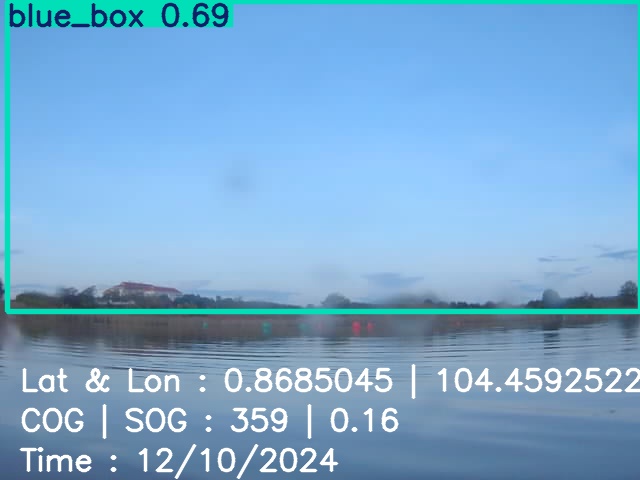 blue_box 0.69
Lat & Lon : 0.8685045 | 104.4592522
COG | SOG : 359 | 0.16
Time : 12/10/2024